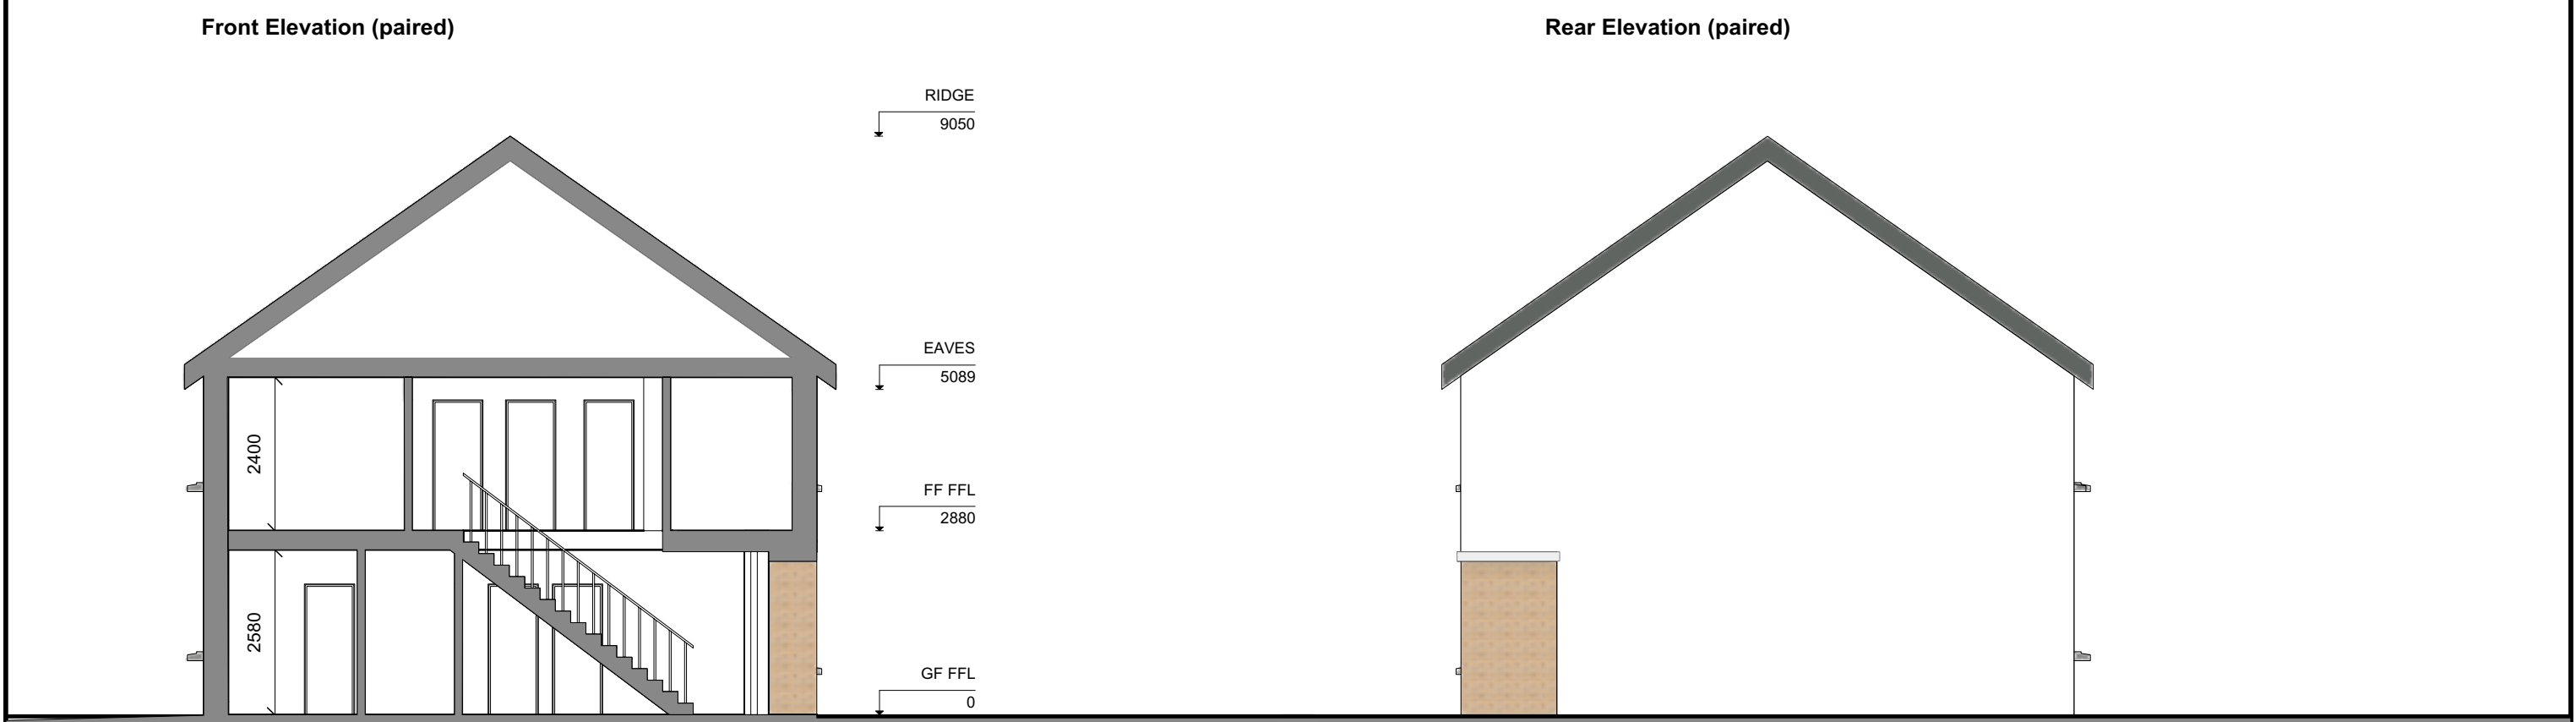 Front Elevation (paired)
Rear Elevation (paired)
RIDGE
9050
EAVES
5089
2400
FF FFL
2880
2580
GF FFL
0